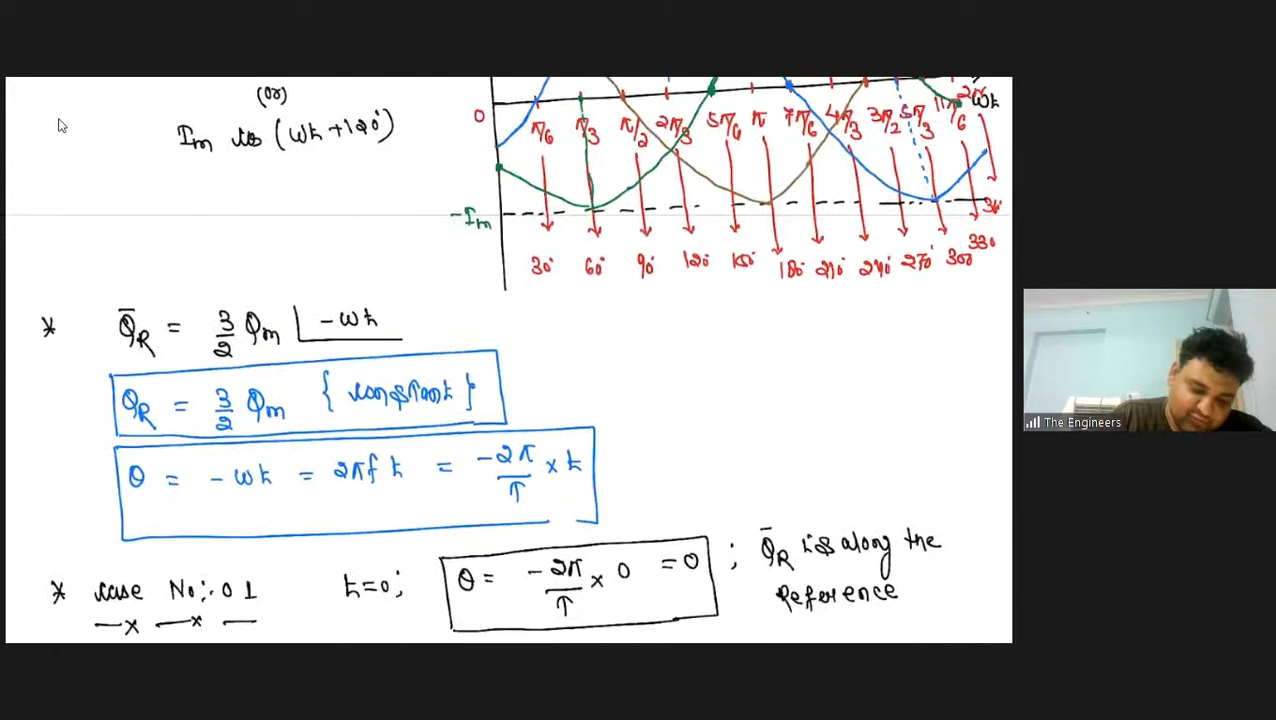 (or)
Im cos (ωt + 120°)
0
π/6 π/3 π/2 2π/3 5π/6 π 7π/6 4π/3 3π/2 5π/3 11π/6 2π ωt
-Im
30° 60° 90° 120° 150° 180° 210° 240° 270° 300 330 36
* Φ̄R = 3/2 Φm ∠-ωt
ΦR = 3/2 Φm {constant}
θ = -ωt = 2πft = -2π/T × t
* case No:- 01 t=0; θ = -2π/T × 0 = 0 ; Φ̄R is along the
Reference
The Engineers